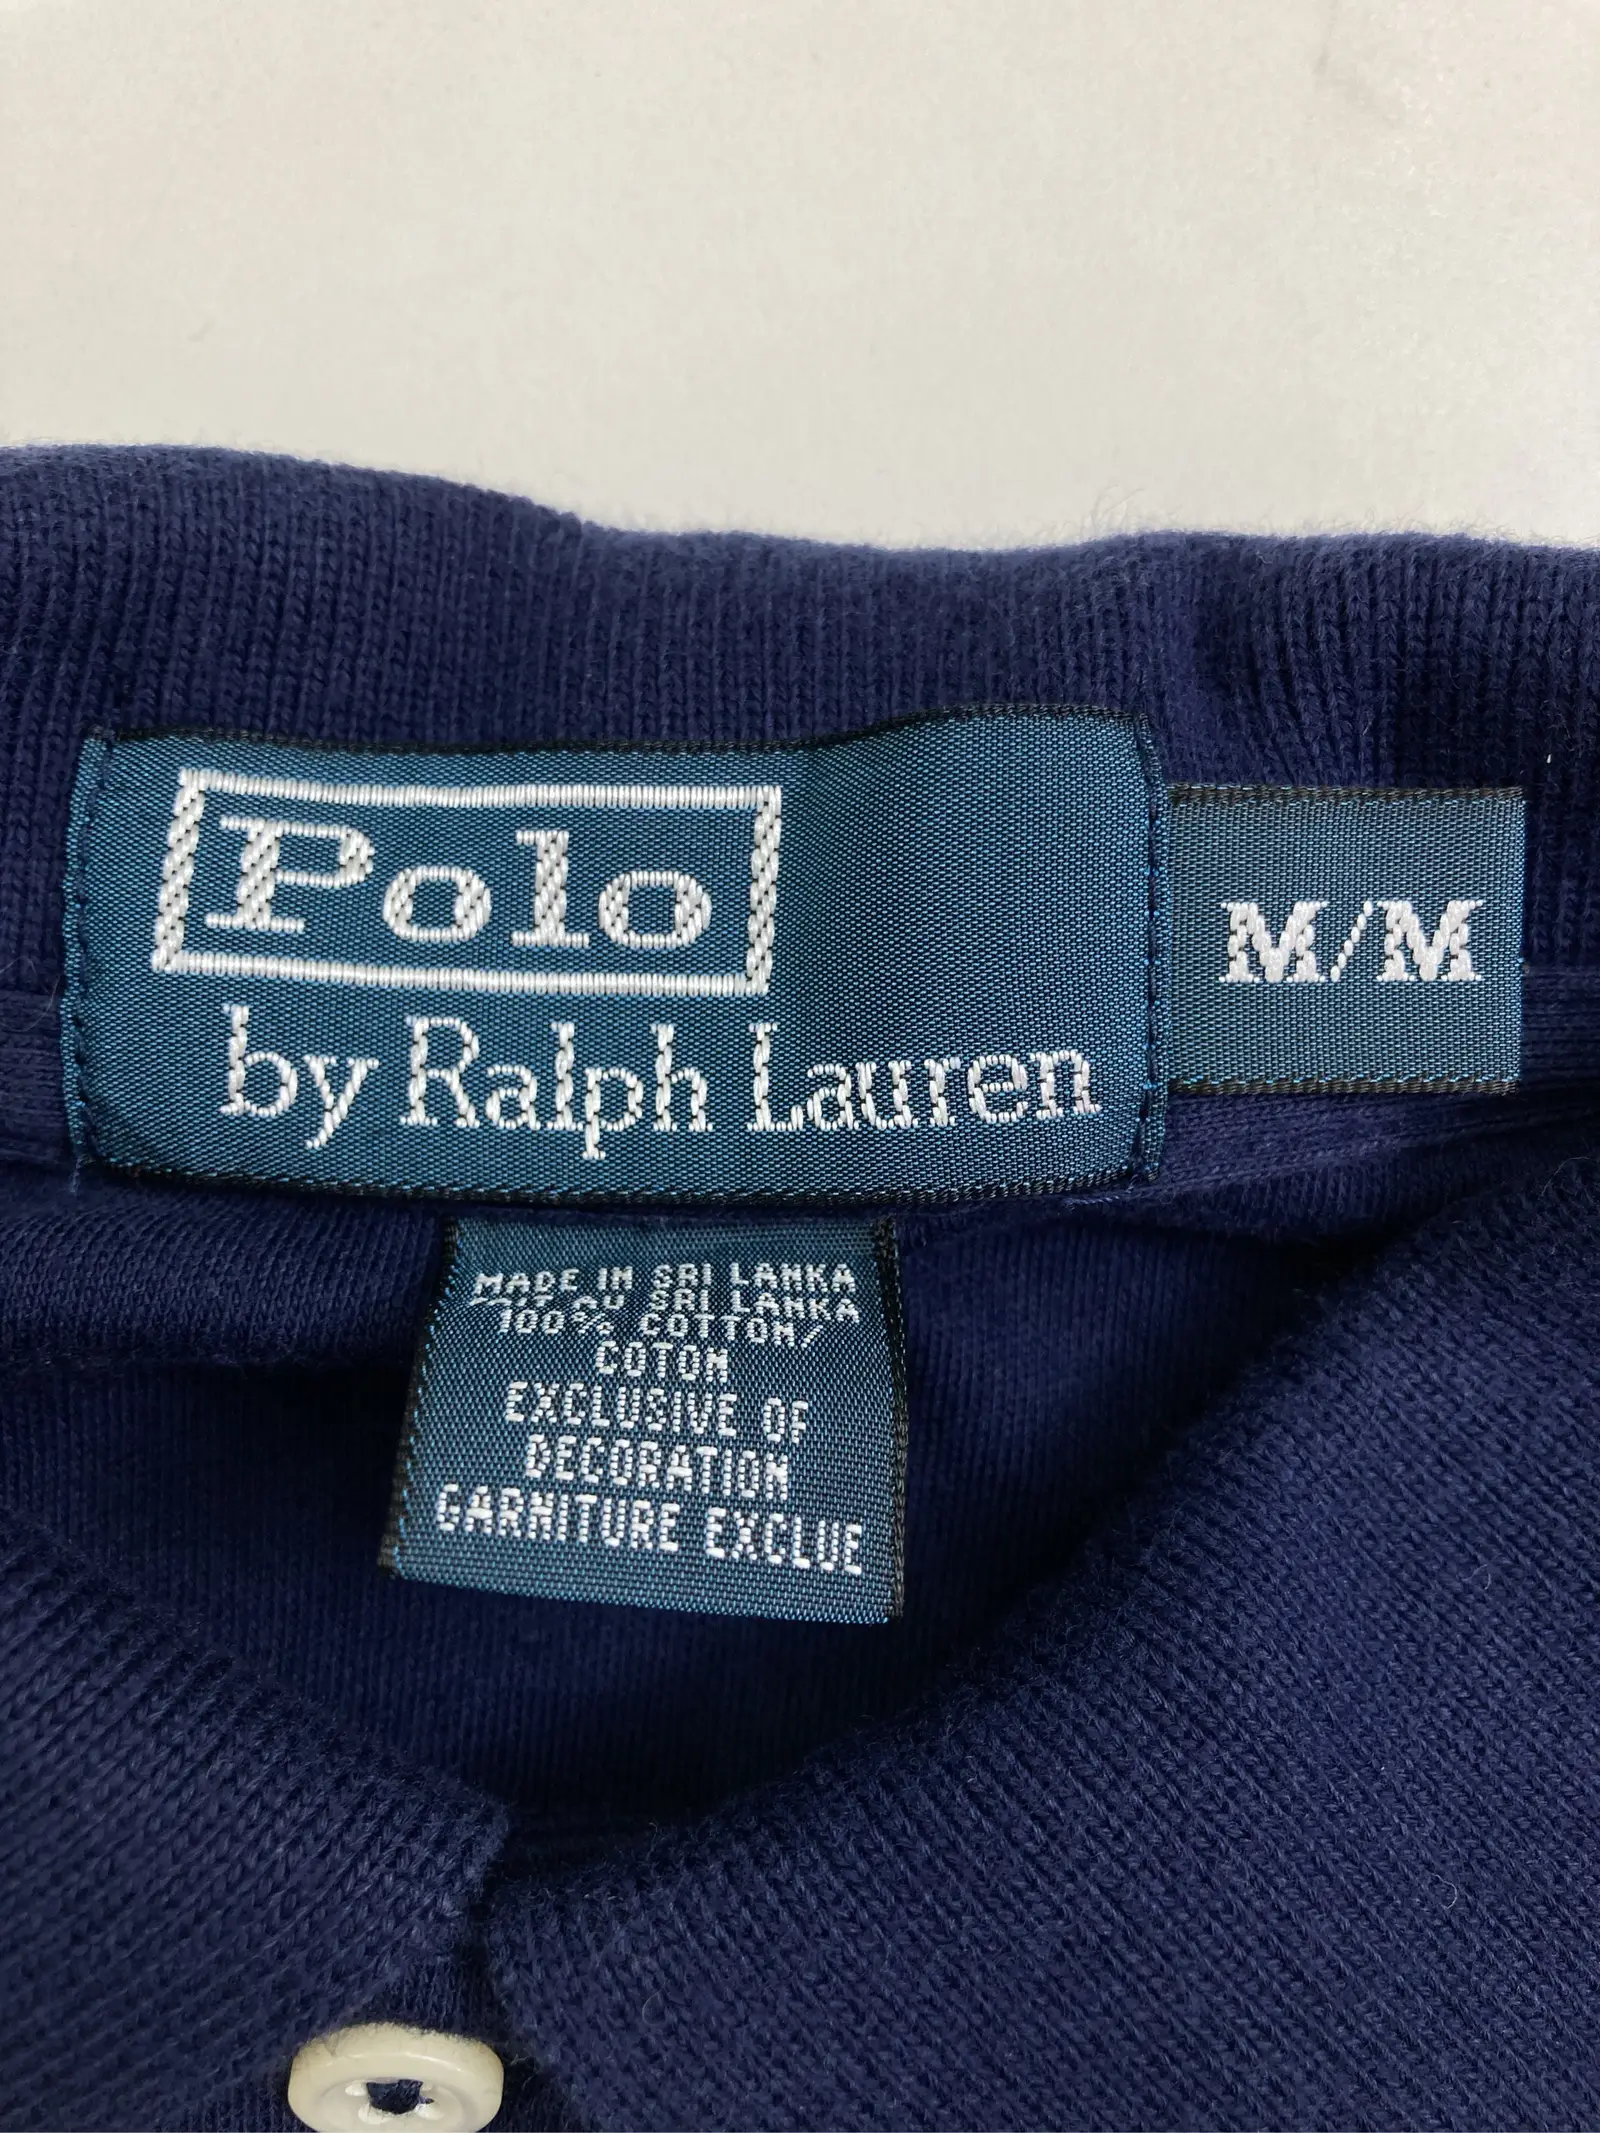 Polo
by Ralph Lauren
M/M
MADE IN SRI LANKA
AU SRI LANKA
100% COTTON/
COTON
EXCLUSIVE OF
DECORATION
GARNITURE EXCLUE